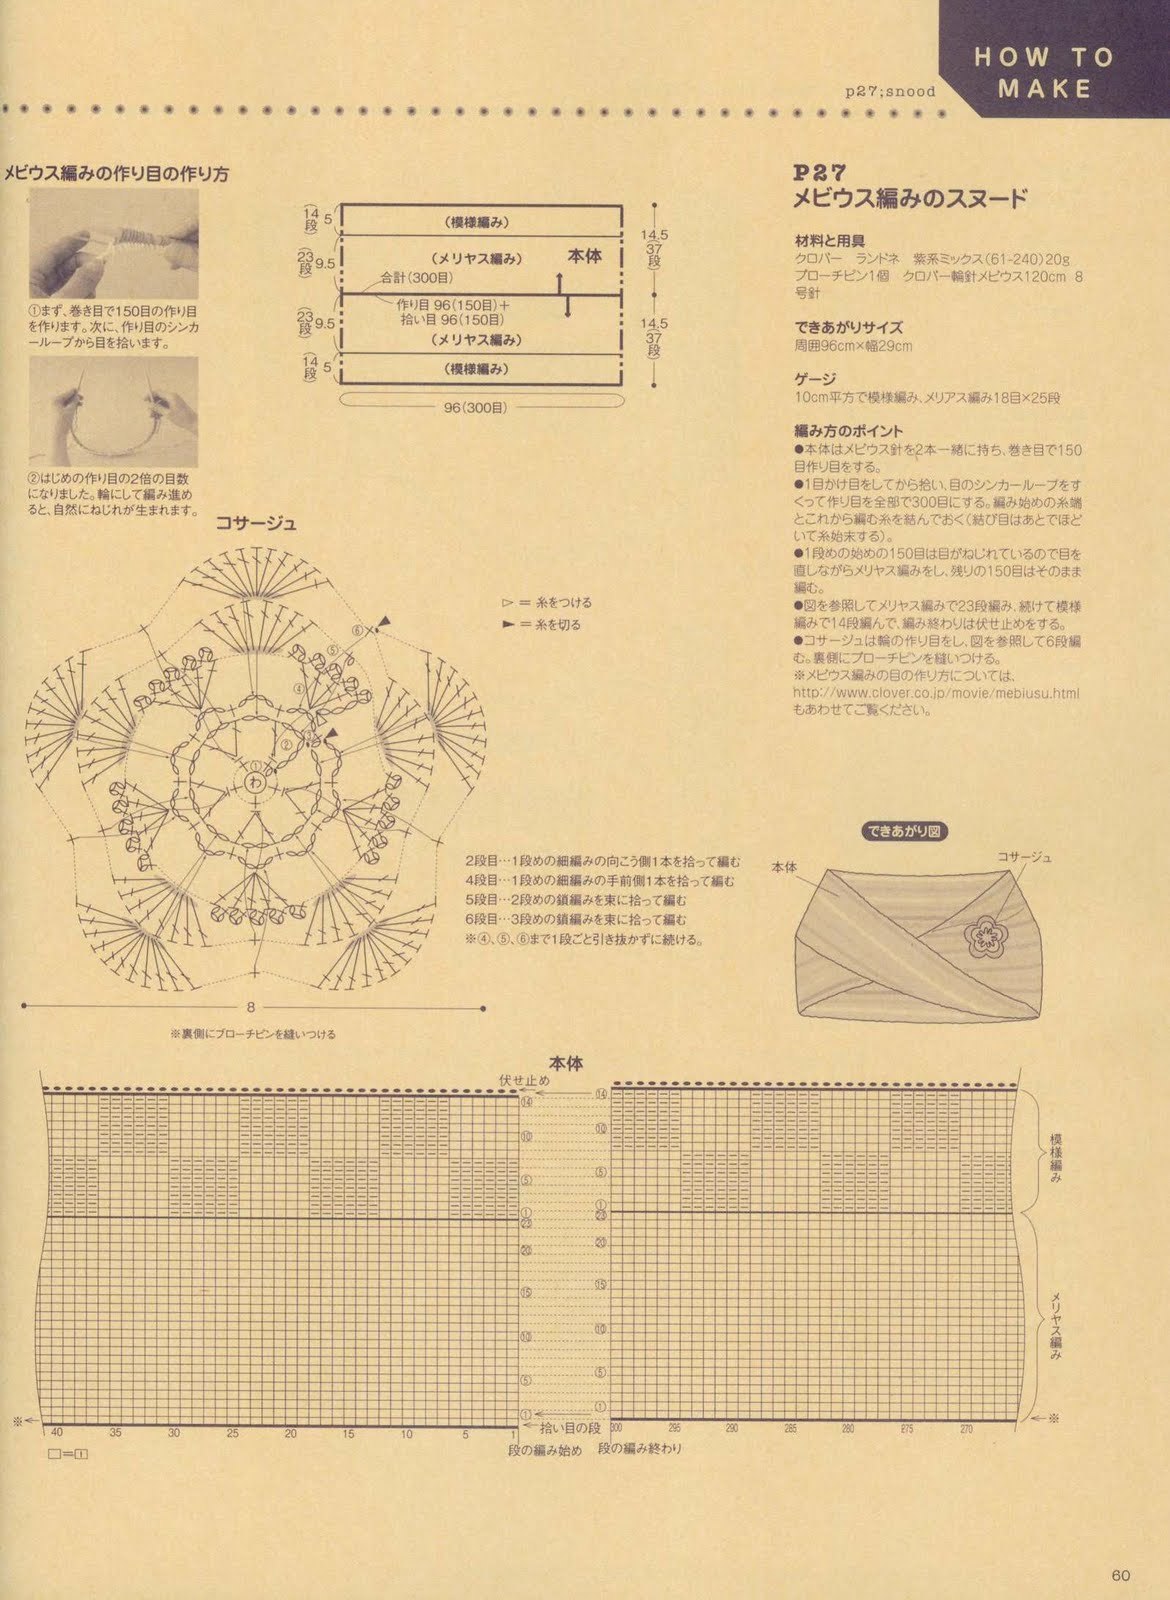 HOW TO
MAKE
p27;snood
メビウス編みの作り目の作り方
①まず、巻き目で150目の作り目
を作ります。次に、作り目のシンカ
ーループから目を拾います。
②はじめの作り目の2倍の目数
になりました。輪にして編み進め
ると、自然にねじれが生まれます。
14段
5
(模様編み)
23段
9.5
(メリヤス編み)
本体
合計(300目)
作り目 96(150目)+
拾い目 96(150目)
23段
9.5
(メリヤス編み)
14段
5
(模様編み)
14.5
37段
14.5
37段
96(300目)
P27
メビウス編みのスヌード
材料と用具
クロバー ランドネ 紫系ミックス(61-240)20g
ブローチピン1個 クロバー輪針メビウス120cm 8
号針
できあがりサイズ
周囲96cm×幅29cm
ゲージ
10cm平方で模様編み、メリアス編み18目×25段
編み方のポイント
●本体はメビウス針を2本一緒に持ち、巻き目で150
目作り目をする。
●1目かけ目をしてから拾い、目のシンカーループをす
くって作り目を全部で300目にする。編み始めの糸端
とこれから編む糸を結んでおく(結び目はあとでほど
いて糸始末する)。
●1段めの始めの150目は目がねじれているので目を
直しながらメリヤス編みをし、残りの150目はそのまま
編む。
●図を参照してメリヤス編みで23段編み、続けて模様
編みで14段編んで、編み終わりは伏せ止めをする。
●コサージュは輪の作り目をし、図を参照して6段編
む。裏側にブローチピンを縫いつける。
※メビウス編みの目の作り方については、
http://www.clover.co.jp/movie/mebiusu.html
もあわせてご覧ください。
コサージュ
▷ = 糸をつける
▶ = 糸を切る
⑥
⑤
④
③
②
①
わ
2段目…1段めの細編みの向こう側1本を拾って編む
4段目…1段めの細編みの手前側1本を拾って編む
5段目…2段めの鎖編みを束に拾って編む
6段目…3段めの鎖編みを束に拾って編む
※④、⑤、⑥まで1段ごと引き抜かずに続ける。
8
※裏側にブローチピンを縫いつける
できあがり図
本体
コサージュ
本体
伏せ止め
⑭ ⑭
⑩ ⑩
⑤ ⑤
① ①
㉓ ㉓
⑳ ⑳
⑮ ⑮
⑩ ⑩
⑤ ⑤
① ①
模様編み
メリヤス編み
※ 拾い目の段 ※
40 35 30 25 20 15 10 5 1 300 295 290 285 280 275 270
段の編み始め 段の編み終わり
□=|
60